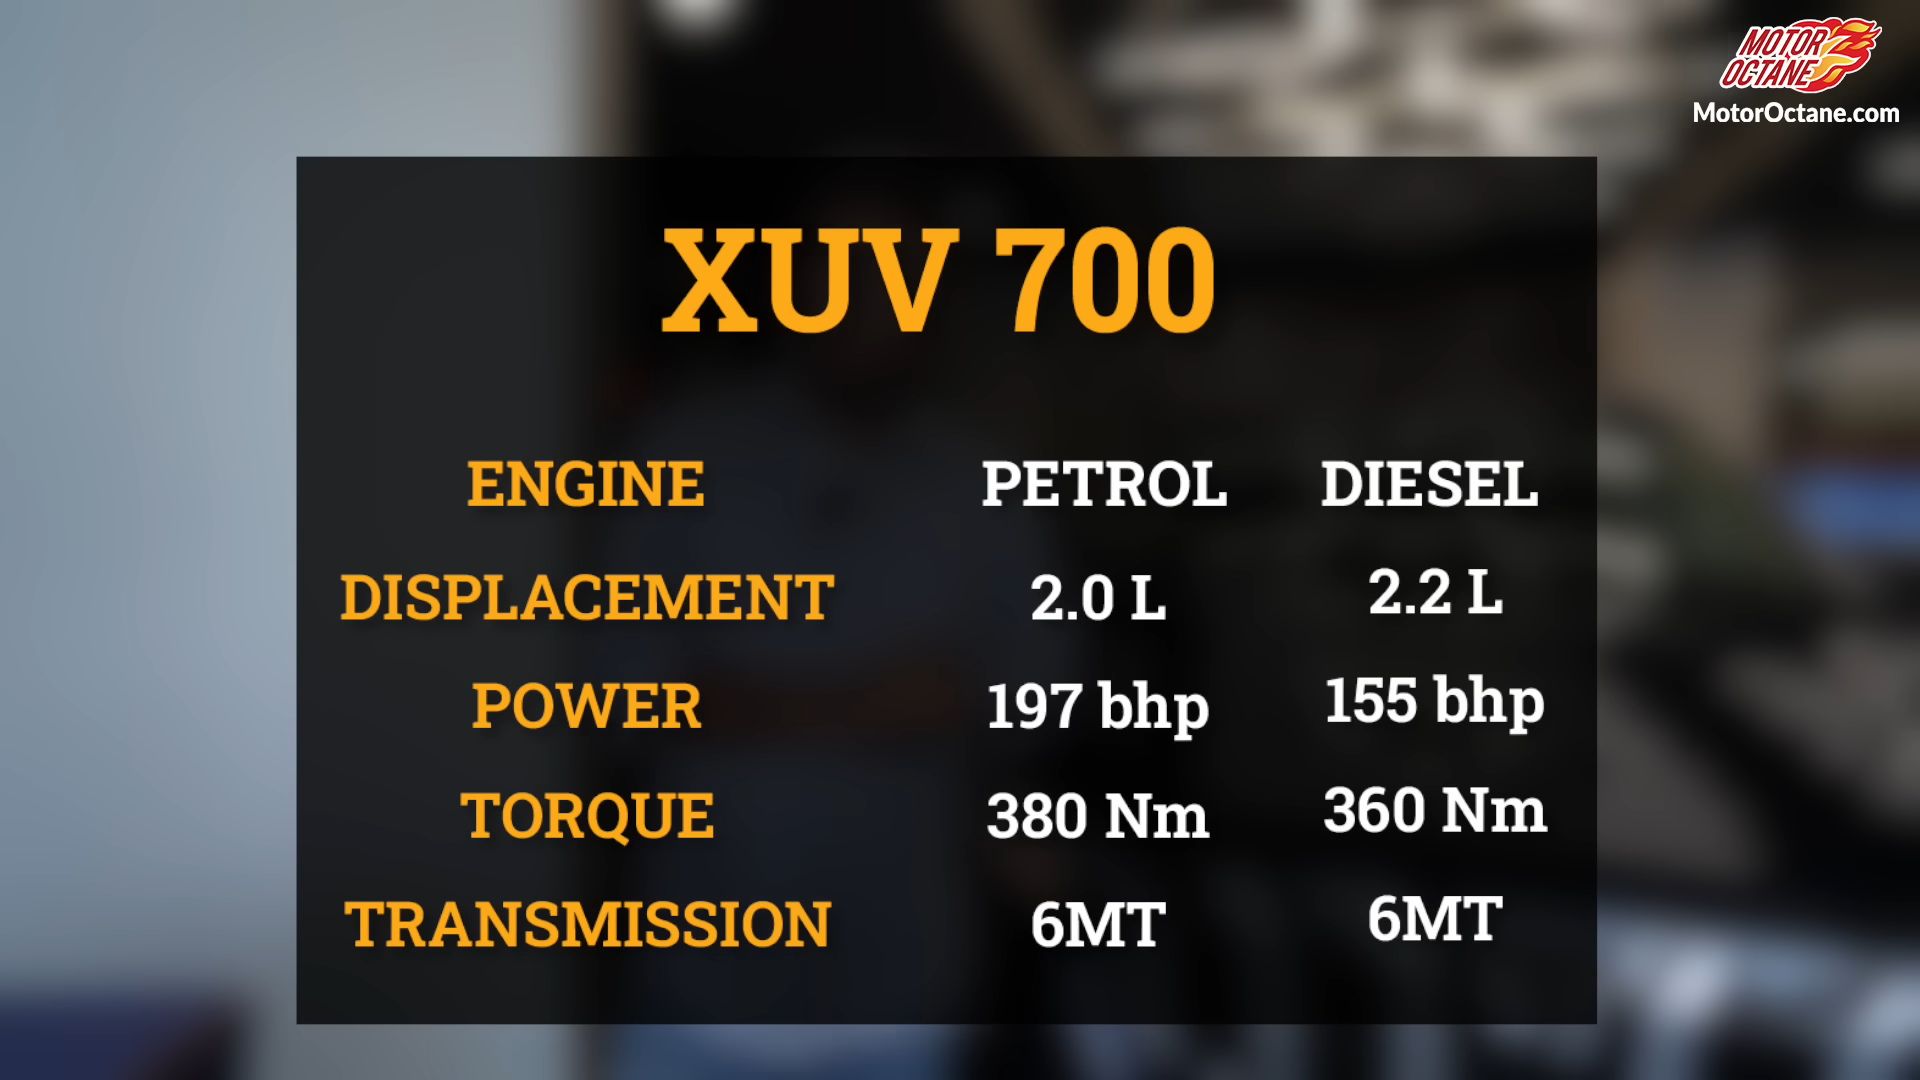 MOTOR
OCTANE
MotorOctane.com
XUV 700
ENGINE PETROL DIESEL
DISPLACEMENT 2.0 L 2.2 L
POWER 197 bhp 155 bhp
TORQUE 380 Nm 360 Nm
TRANSMISSION 6MT 6MT